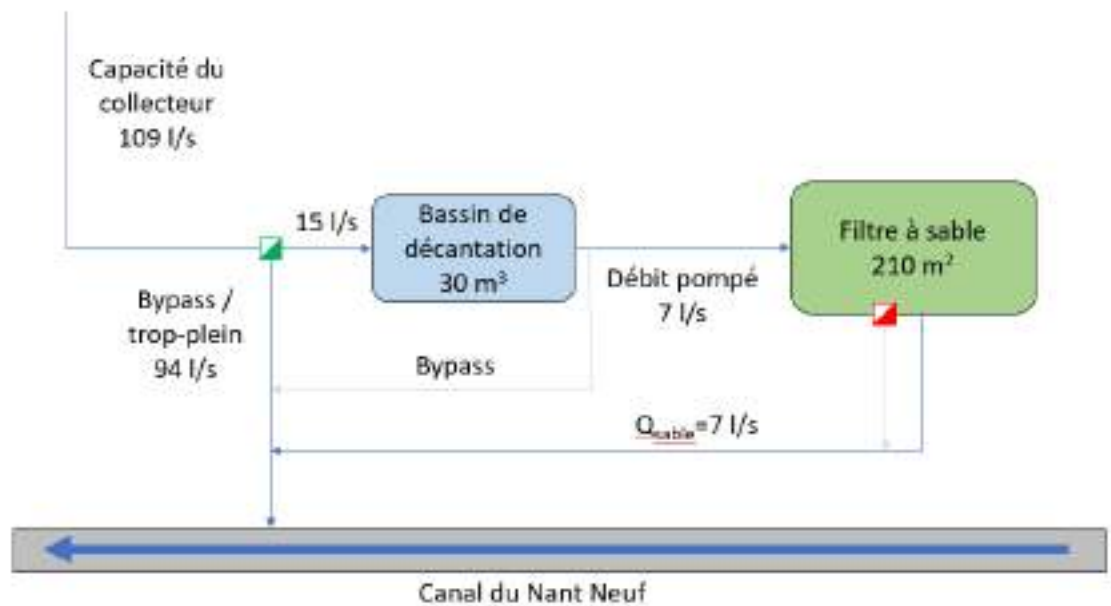 Capacité du
collecteur
109 l/s
15 l/s
Bassin de
décantation
30 m³
Filtre à sable
210 m²
Bypass /
trop-plein
94 l/s
Débit pompé
7 l/s
Bypass
Qsable=7 l/s
Canal du Nant Neuf